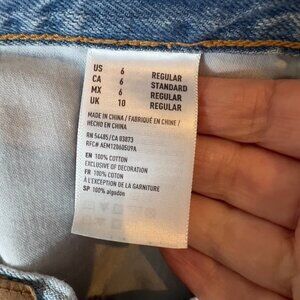 US 6 REGULAR
CA 6 STANDARD
MX 6 REGULAR
UK 10 REGULAR
MADE IN CHINA / FABRIQUÉ EN CHINE /
HECHO EN CHINA
RN 54485/CA 03873
RFC# AEM120605U9A
EN 100% COTTON
EXCLUSIVE OF DECORATION
FR 100% COTON
À L'EXCEPTION DE LA GARNITURE
SP 100% algodón